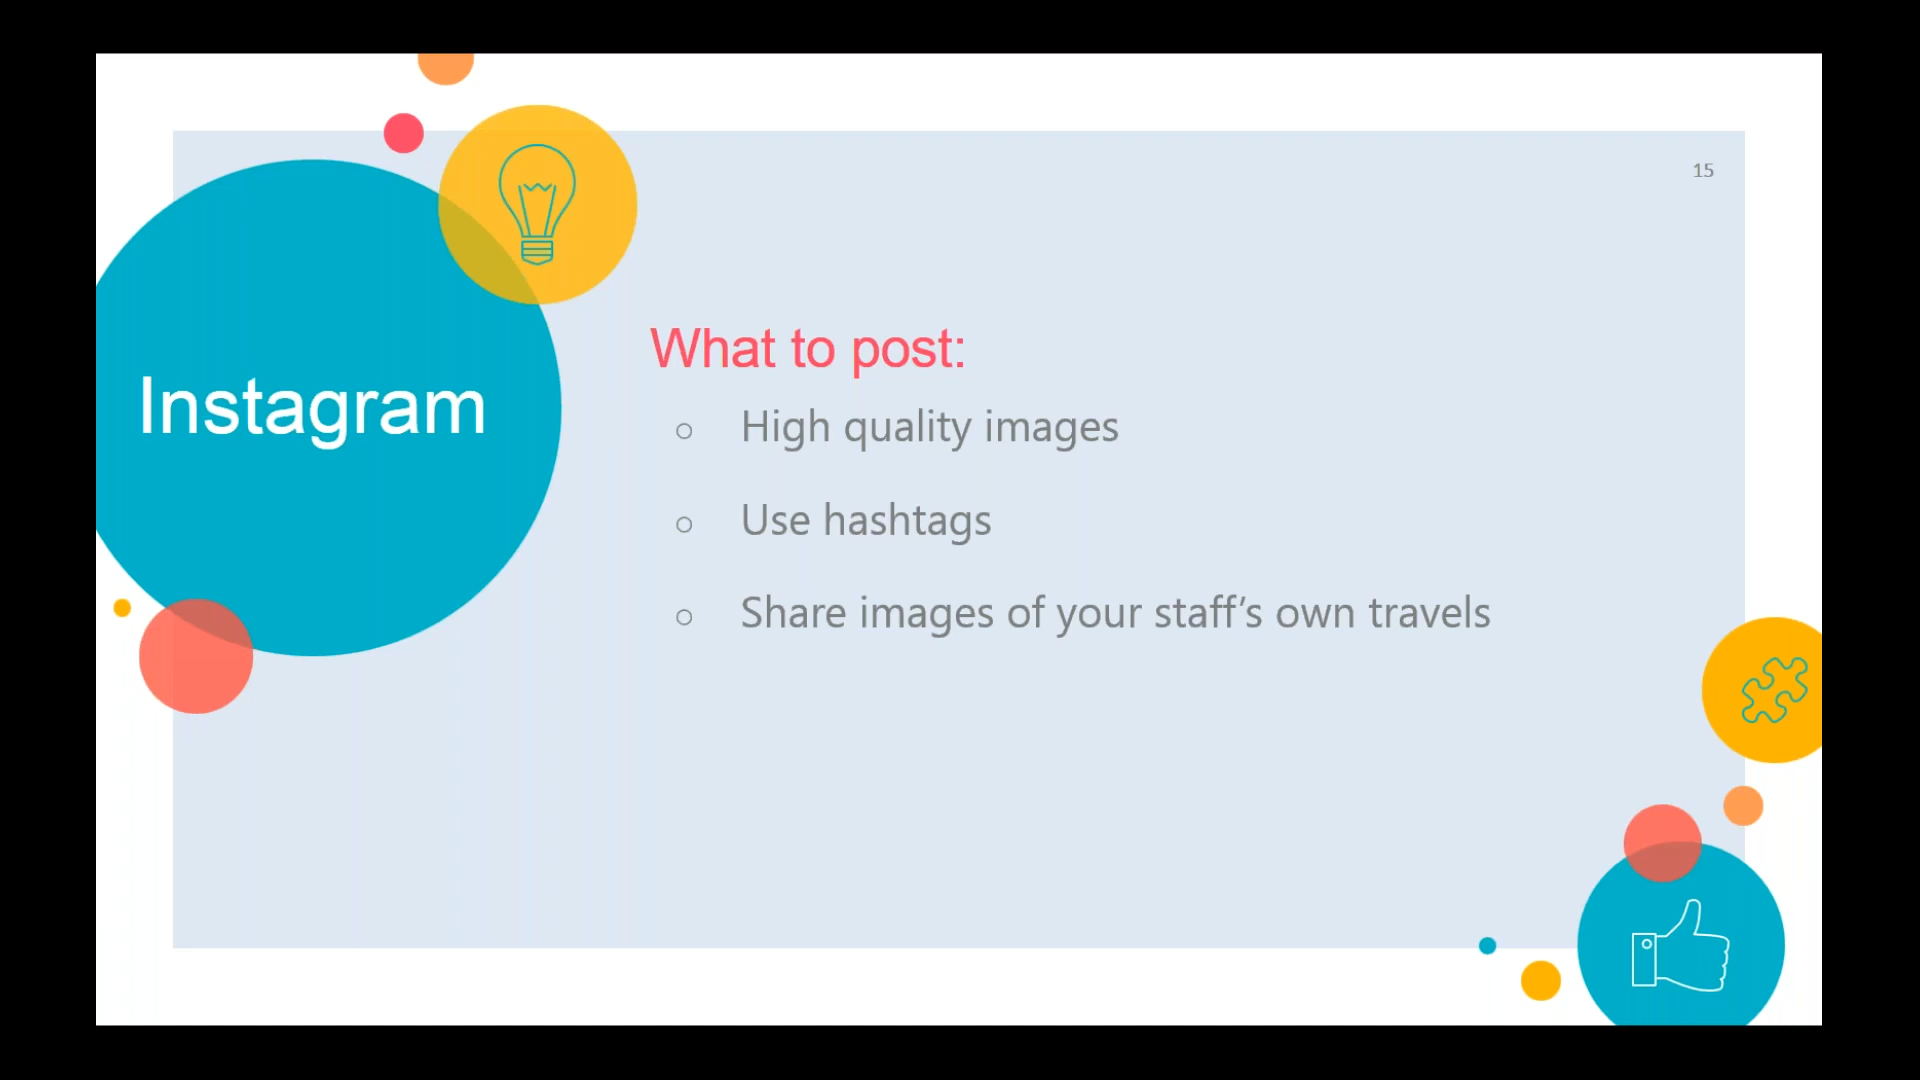 15
Instagram
What to post:
○ High quality images
○ Use hashtags
○ Share images of your staff’s own travels